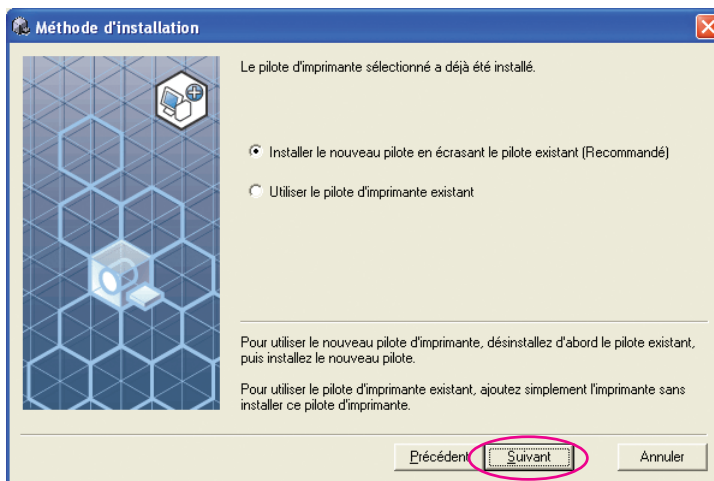 Méthode d'installation
Le pilote d'imprimante sélectionné a déjà été installé.
Installer le nouveau pilote en écrasant le pilote existant (Recommandé)
Utiliser le pilote d'imprimante existant
Pour utiliser le nouveau pilote d'imprimante, désinstallez d'abord le pilote existant,
puis installez le nouveau pilote.
Pour utiliser le pilote d'imprimante existant, ajoutez simplement l'imprimante sans
installer ce pilote d'imprimante.
Précédent Suivant Annuler